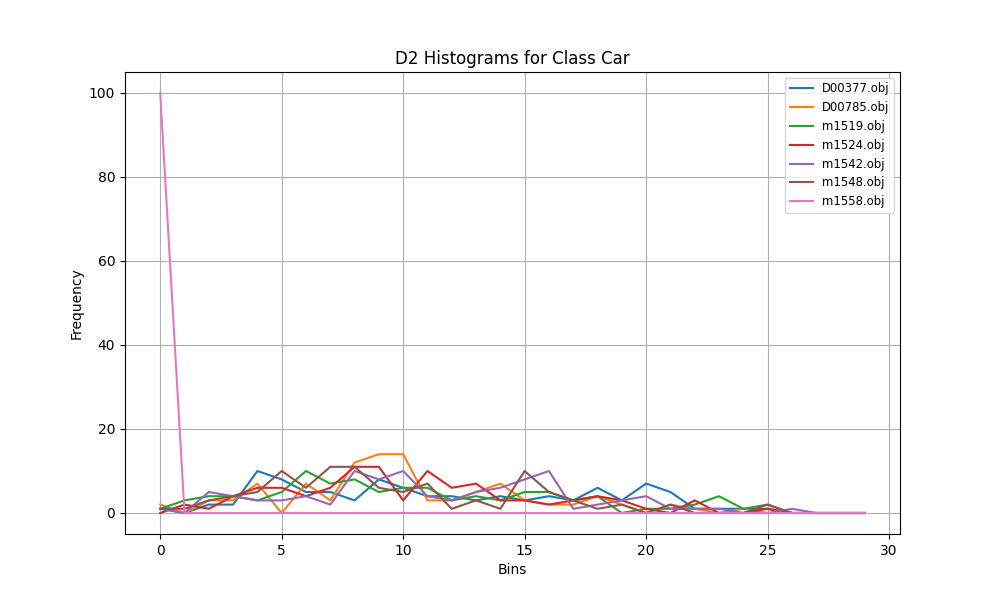 D2 Histograms for Class Car
D00377.obj
D00785.obj
m1519.obj
m1524.obj
m1542.obj
m1548.obj
m1558.obj
Frequency
100
80
60
40
20
0
0 5 10 15 20 25 30
Bins